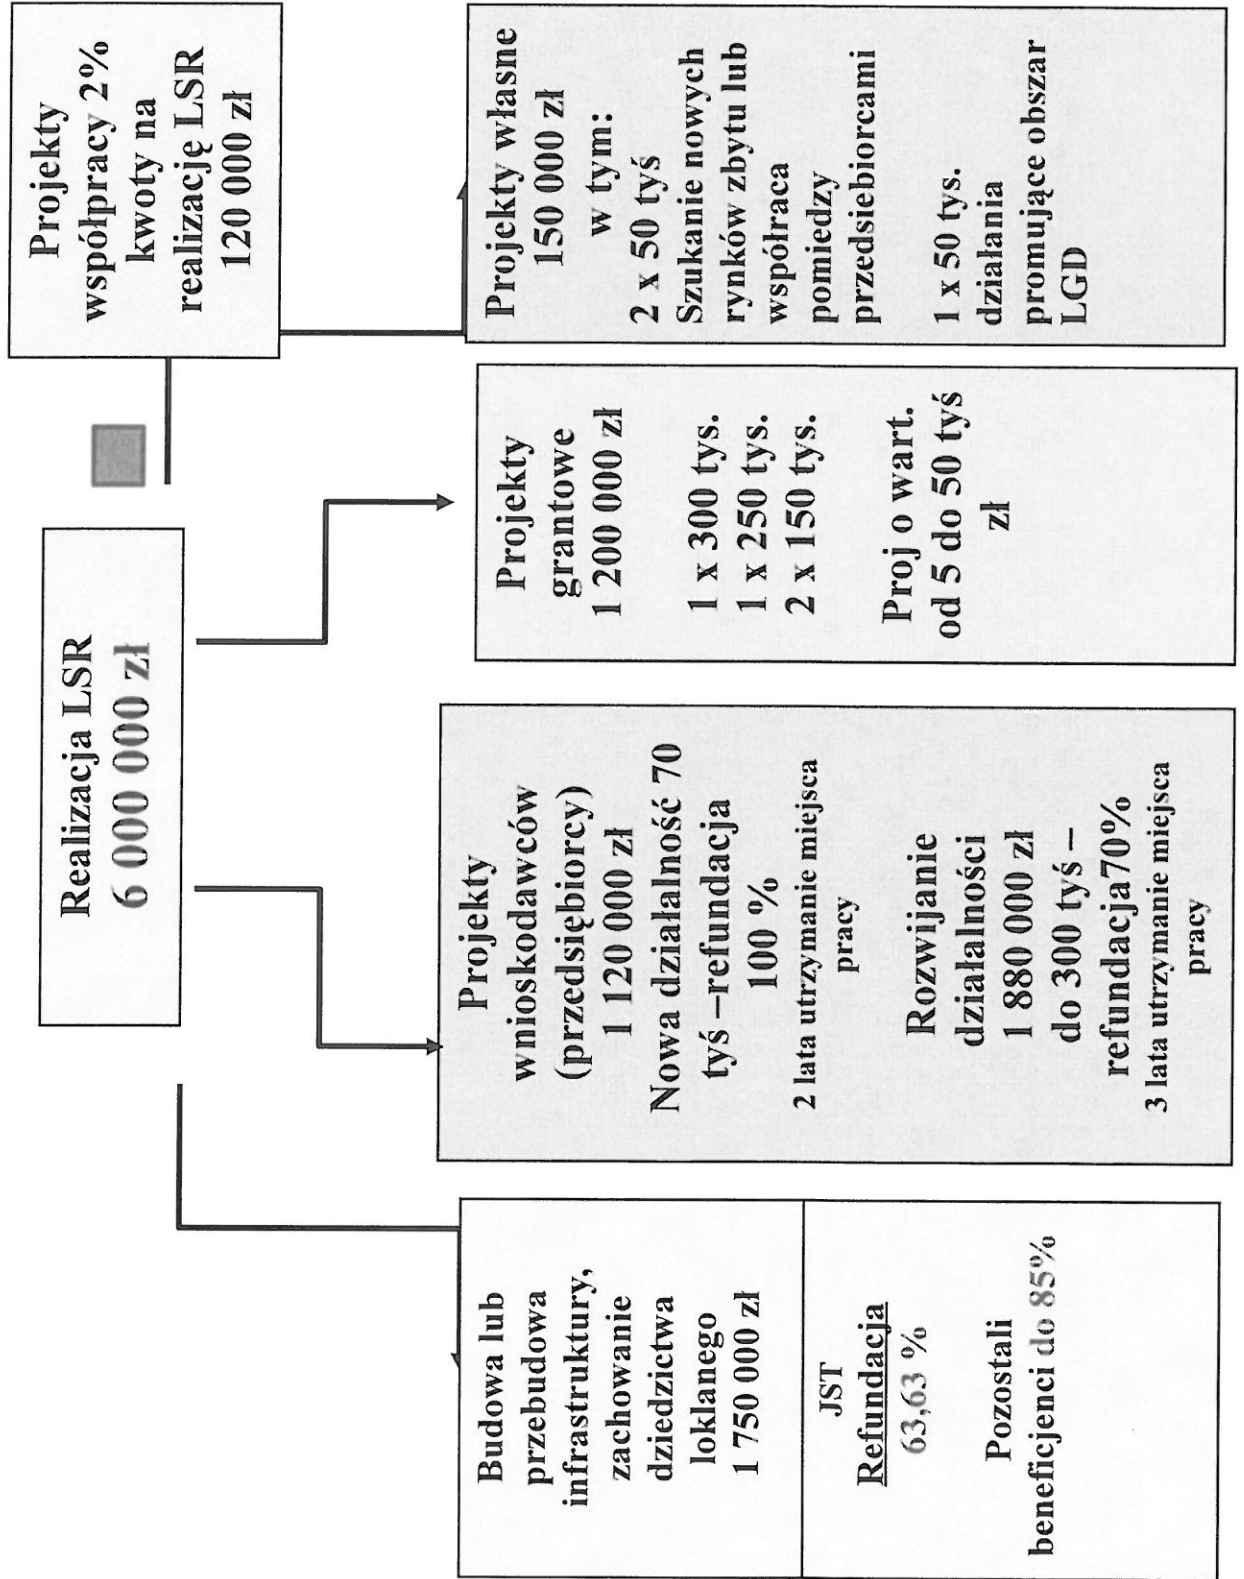 Realizacja LSR
6 000 000 zł
Projekty
współpracy 2%
kwoty na
realizację LSR
120 000 zł
Budowa lub
przebudowa
infrastruktury,
zachowanie
dziedzictwa
loklanego
1 750 000 zł
JST
Refundacja
63,63 %
Pozostali
beneficjenci do 85%
Projekty
wnioskodawców
(przedsiębiorcy)
1 120 000 zł
Nowa działalność 70
tyś –refundacja
100 %
2 lata utrzymanie miejsca
pracy
Rozwijanie
działalności
1 880 000 zł
do 300 tyś –
refundacja70%
3 lata utrzymanie miejsca
pracy
Projekty
grantowe
1 200 000 zł
1 x 300 tys.
1 x 250 tys.
2 x 150 tys.
Proj o wart.
od 5 do 50 tyś
zł
Projekty własne
150 000 zł
w tym:
2 x 50 tyś
Szukanie nowych
rynków zbytu lub
współraca
pomiedzy
przedsiebiorcami
1 x 50 tys.
działania
promujące obszar
LGD